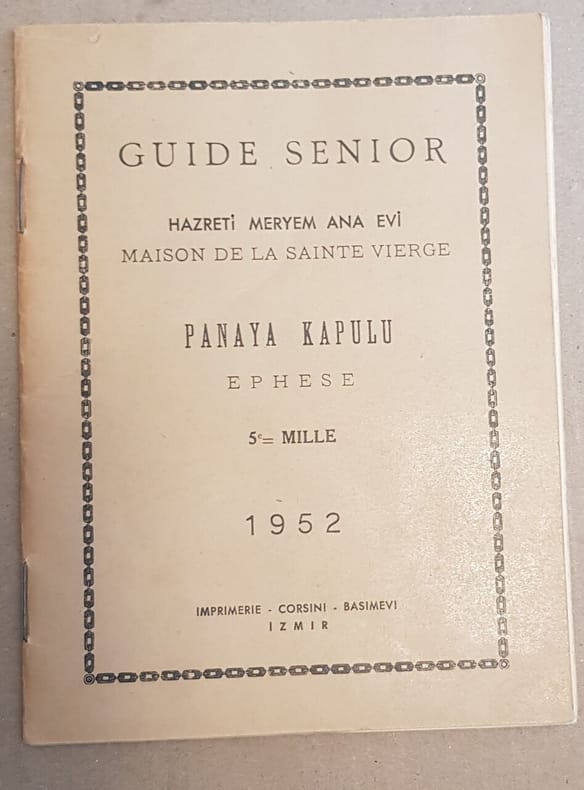 GUIDE SENIOR
HAZRETİ MERYEM ANA EVİ
MAISON DE LA SAINTE VIERGE
PANAYA KAPULU
EPHESE
5e= MILLE
1952
IMPRIMERIE - CORSINI - BASIMEVI
IZMIR